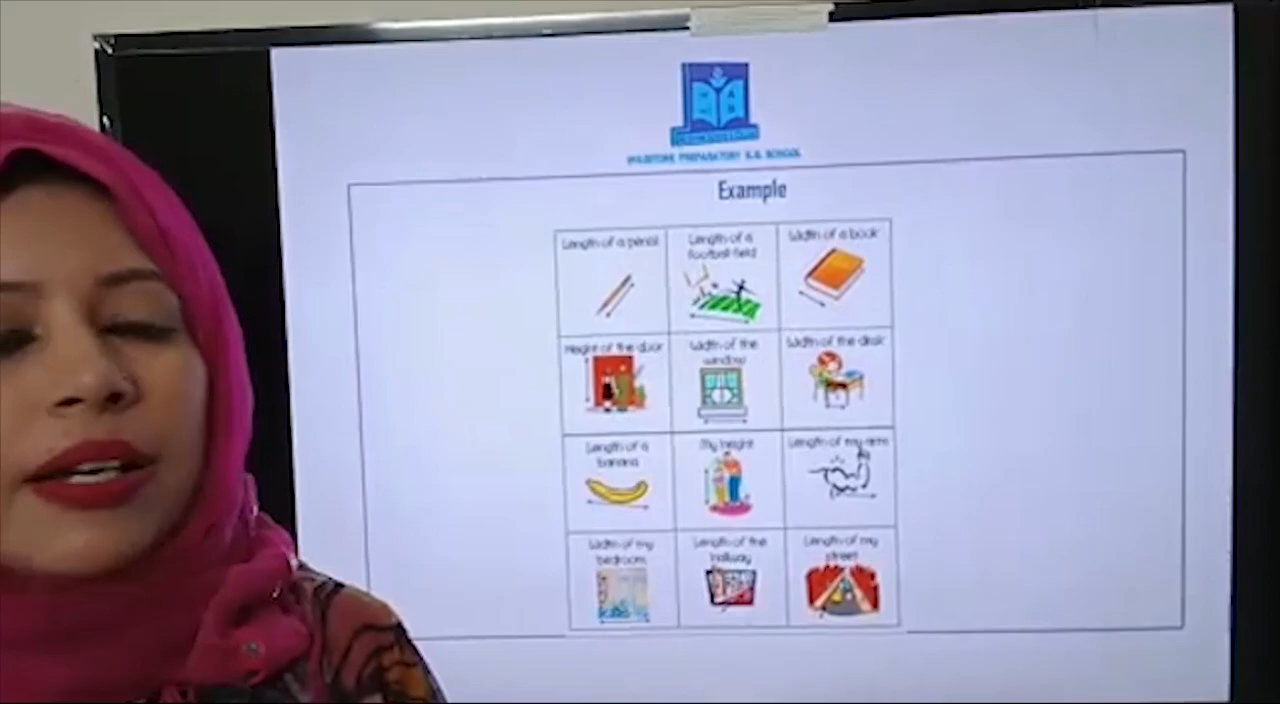 PREPARATORY K.G. SCHOOL
Example
Length of a pencil
Length of a
football field
Width of a book
Height of the door
Width of the
window
Width of the desk
Length of a
banana
My height
Length of my arm
Width of my
bedroom
Length of the
hallway
Length of my
street